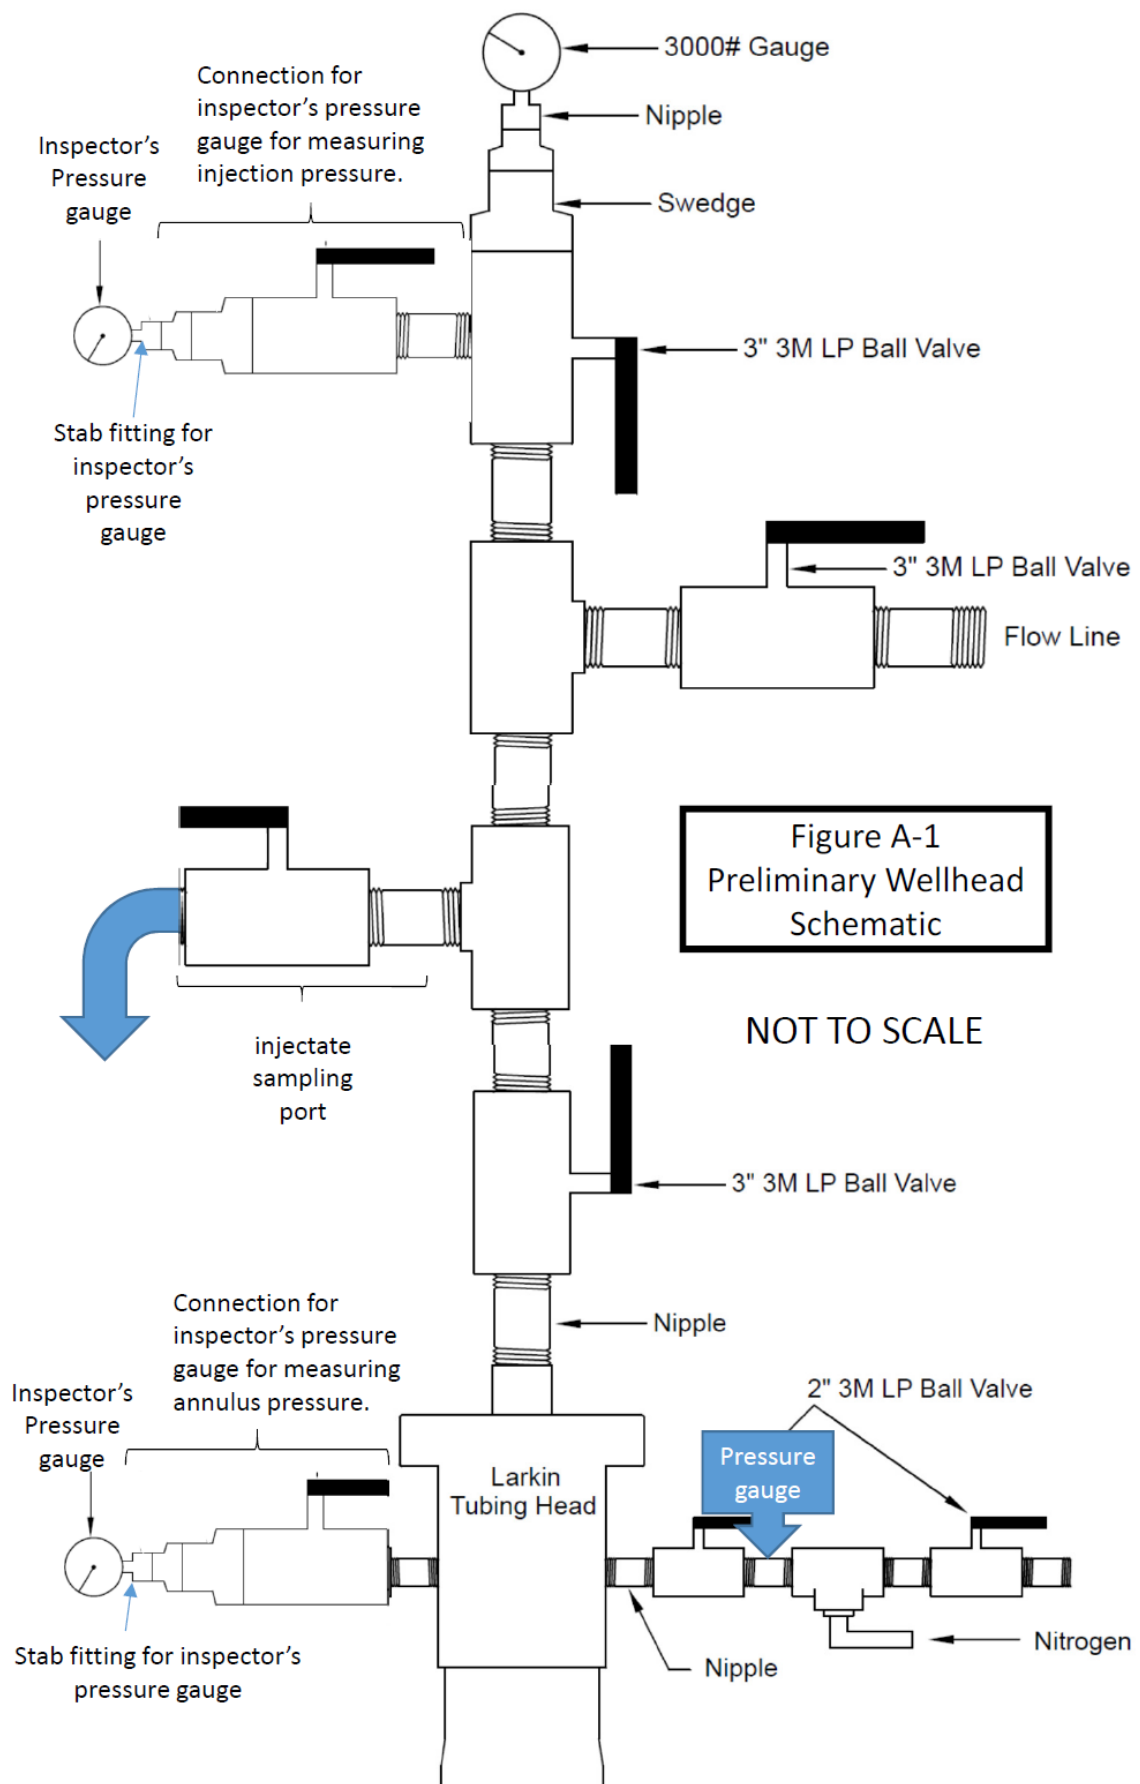 3000# Gauge
Connection for
inspector's pressure
gauge for measuring
injection pressure.
Nipple
Inspector's
Pressure
gauge
Swedge
3" 3M LP Ball Valve
Stab fitting for
inspector's
pressure
gauge
3" 3M LP Ball Valve
Flow Line
Figure A-1
Preliminary Wellhead
Schematic
NOT TO SCALE
injectate
sampling
port
3" 3M LP Ball Valve
Connection for
inspector's pressure
gauge for measuring
annulus pressure.
Nipple
Inspector's
Pressure
gauge
2" 3M LP Ball Valve
Pressure
gauge
Larkin
Tubing Head
Stab fitting for inspector's
pressure gauge
Nipple
Nitrogen